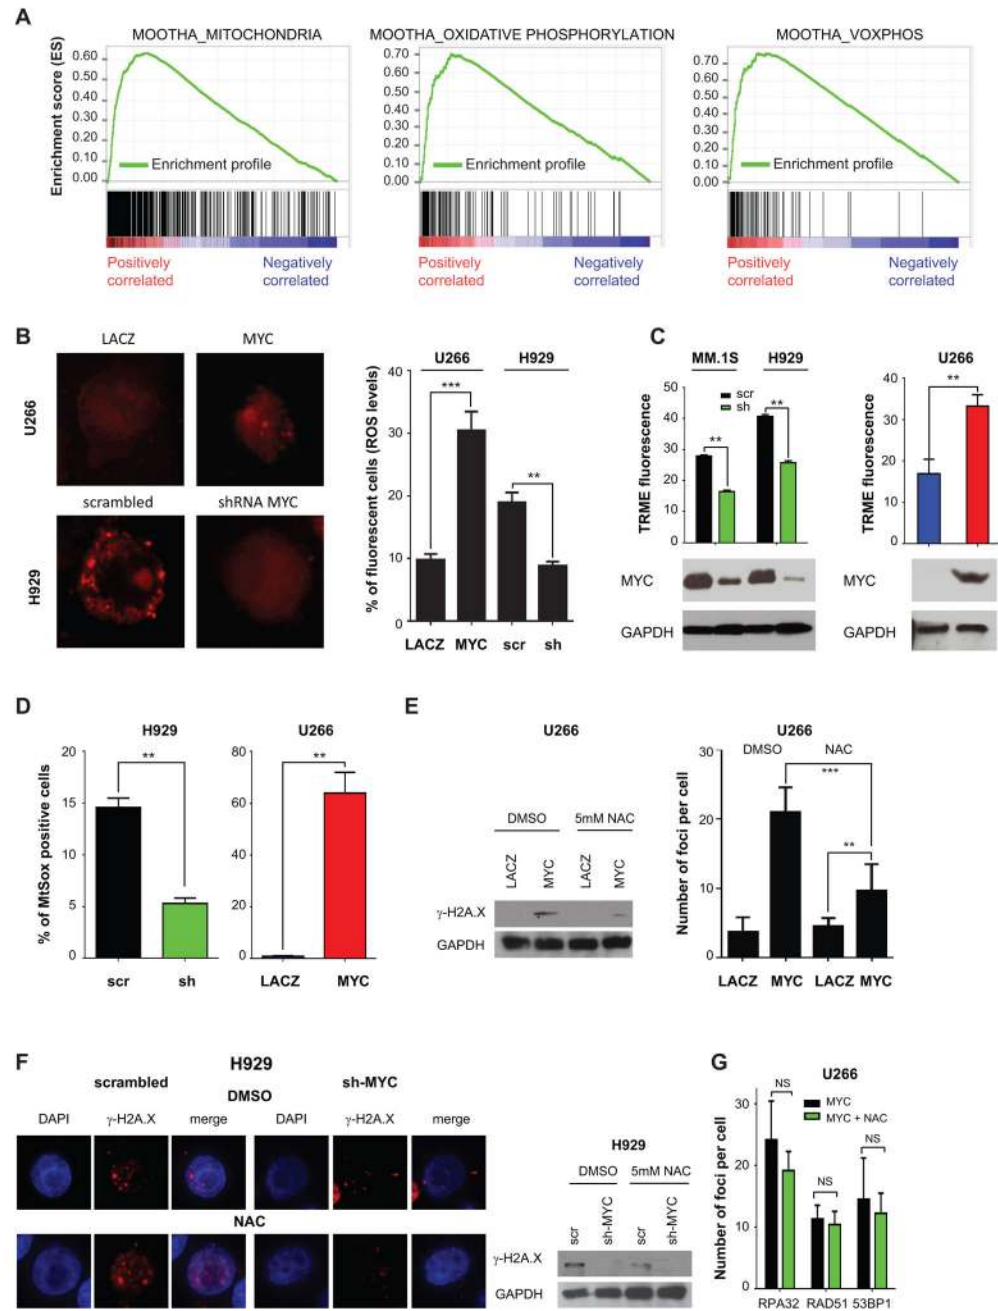 A
MOOTHA_MITOCHONDRIA
MOOTHA_OXIDATIVE PHOSPHORYLATION
MOOTHA_VOXPHOS
Enrichment score (ES)
0.60
0.50
0.40
0.30
0.20
0.10
0.00
Enrichment profile
Positively
correlated
Negatively
correlated
0.70
0.60
0.50
0.40
0.30
0.20
0.10
0.00
Enrichment profile
Positively
correlated
Negatively
correlated
0.70
0.60
0.50
0.40
0.30
0.20
0.10
0.00
Enrichment profile
Positively
correlated
Negatively
correlated
B
LACZ
MYC
U266
scrambled
shRNA MYC
H929
U266
H929
% of fluorescent cells (ROS levels)
40
30
20
10
0
***
**
LACZ
MYC
scr
sh
C
MM.1S
H929
TRME fluorescence
50
40
30
20
10
0
scr
sh
**
**
MYC
GAPDH
U266
TRME fluorescence
40
30
20
10
0
**
MYC
GAPDH
D
H929
% of MtSox positive cells
20
15
10
5
0
**
scr
sh
U266
80
60
40
20
0
**
LACZ
MYC
E
U266
DMSO
5mM NAC
LACZ
MYC
LACZ
MYC
γ-H2A.X
GAPDH
U266
Number of foci per cell
30
20
10
0
DMSO
NAC
***
**
LACZ
MYC
LACZ
MYC
F
H929
scrambled
sh-MYC
DMSO
DAPI
γ-H2A.X
merge
DAPI
γ-H2A.X
merge
NAC
H929
DMSO
5mM NAC
scr
sh-MYC
scr
sh-MYC
γ-H2A.X
GAPDH
G
U266
Number of foci per cell
30
20
10
0
NS
NS
NS
MYC
MYC + NAC
RPA32
RAD51
53BP1